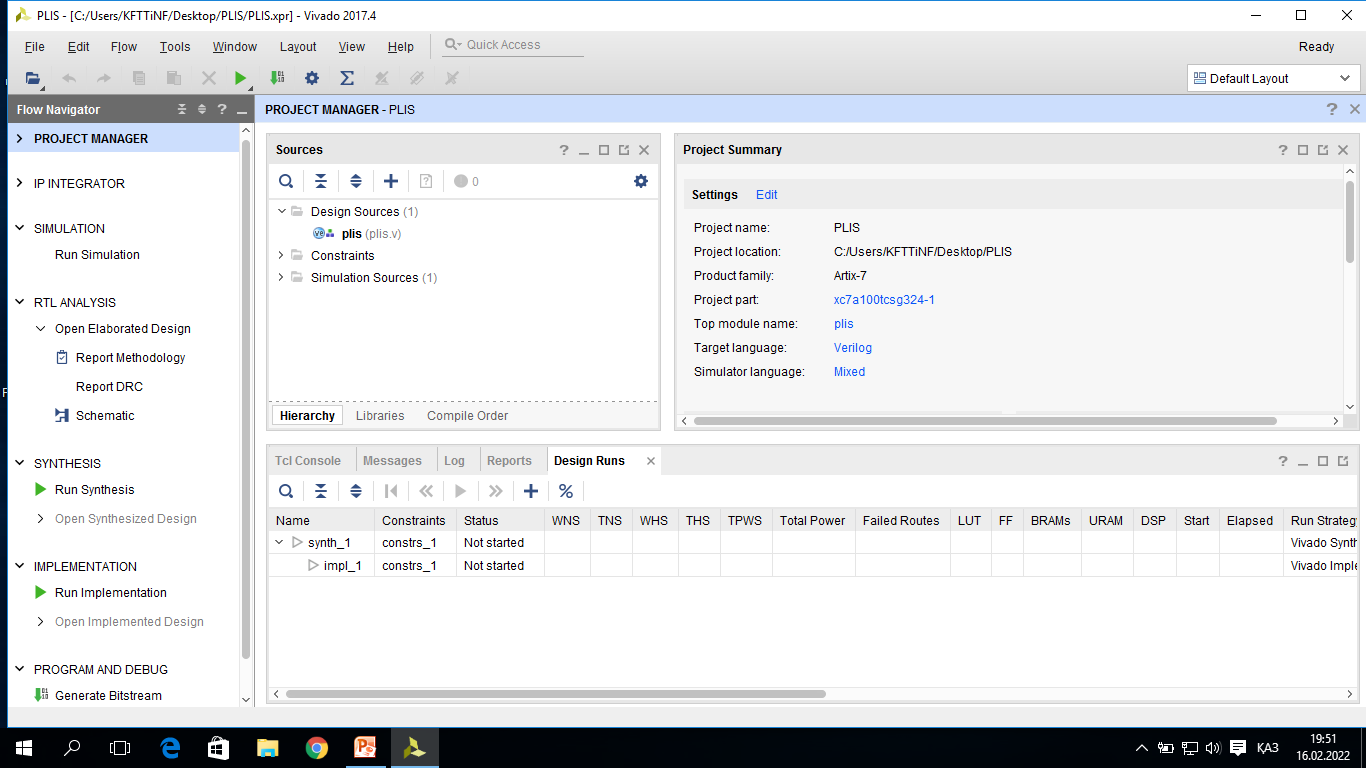 PLIS - [C:/Users/KFTTiNF/Desktop/PLIS/PLIS.xpr] - Vivado 2017.4
File Edit Flow Tools Window Layout View Help Quick Access Ready
Default Layout
Flow Navigator
PROJECT MANAGER
IP INTEGRATOR
SIMULATION
Run Simulation
RTL ANALYSIS
Open Elaborated Design
Report Methodology
Report DRC
Schematic
SYNTHESIS
Run Synthesis
Open Synthesized Design
IMPLEMENTATION
Run Implementation
Open Implemented Design
PROGRAM AND DEBUG
Generate Bitstream
PROJECT MANAGER - PLIS
Sources
0
Design Sources (1)
plis (plis.v)
Constraints
Simulation Sources (1)
Hierarchy Libraries Compile Order
Project Summary
Settings Edit
Project name: PLIS
Project location: C:/Users/KFTTiNF/Desktop/PLIS
Product family: Artix-7
Project part: xc7a100tcsg324-1
Top module name: plis
Target language: Verilog
Simulator language: Mixed
Tcl Console Messages Log Reports Design Runs
Name Constraints Status WNS TNS WHS THS TPWS Total Power Failed Routes LUT FF BRAMs URAM DSP Start Elapsed Run Strategy
synth_1 constrs_1 Not started Vivado Synth
impl_1 constrs_1 Not started Vivado Imple
ҚАЗ
19:51
16.02.2022